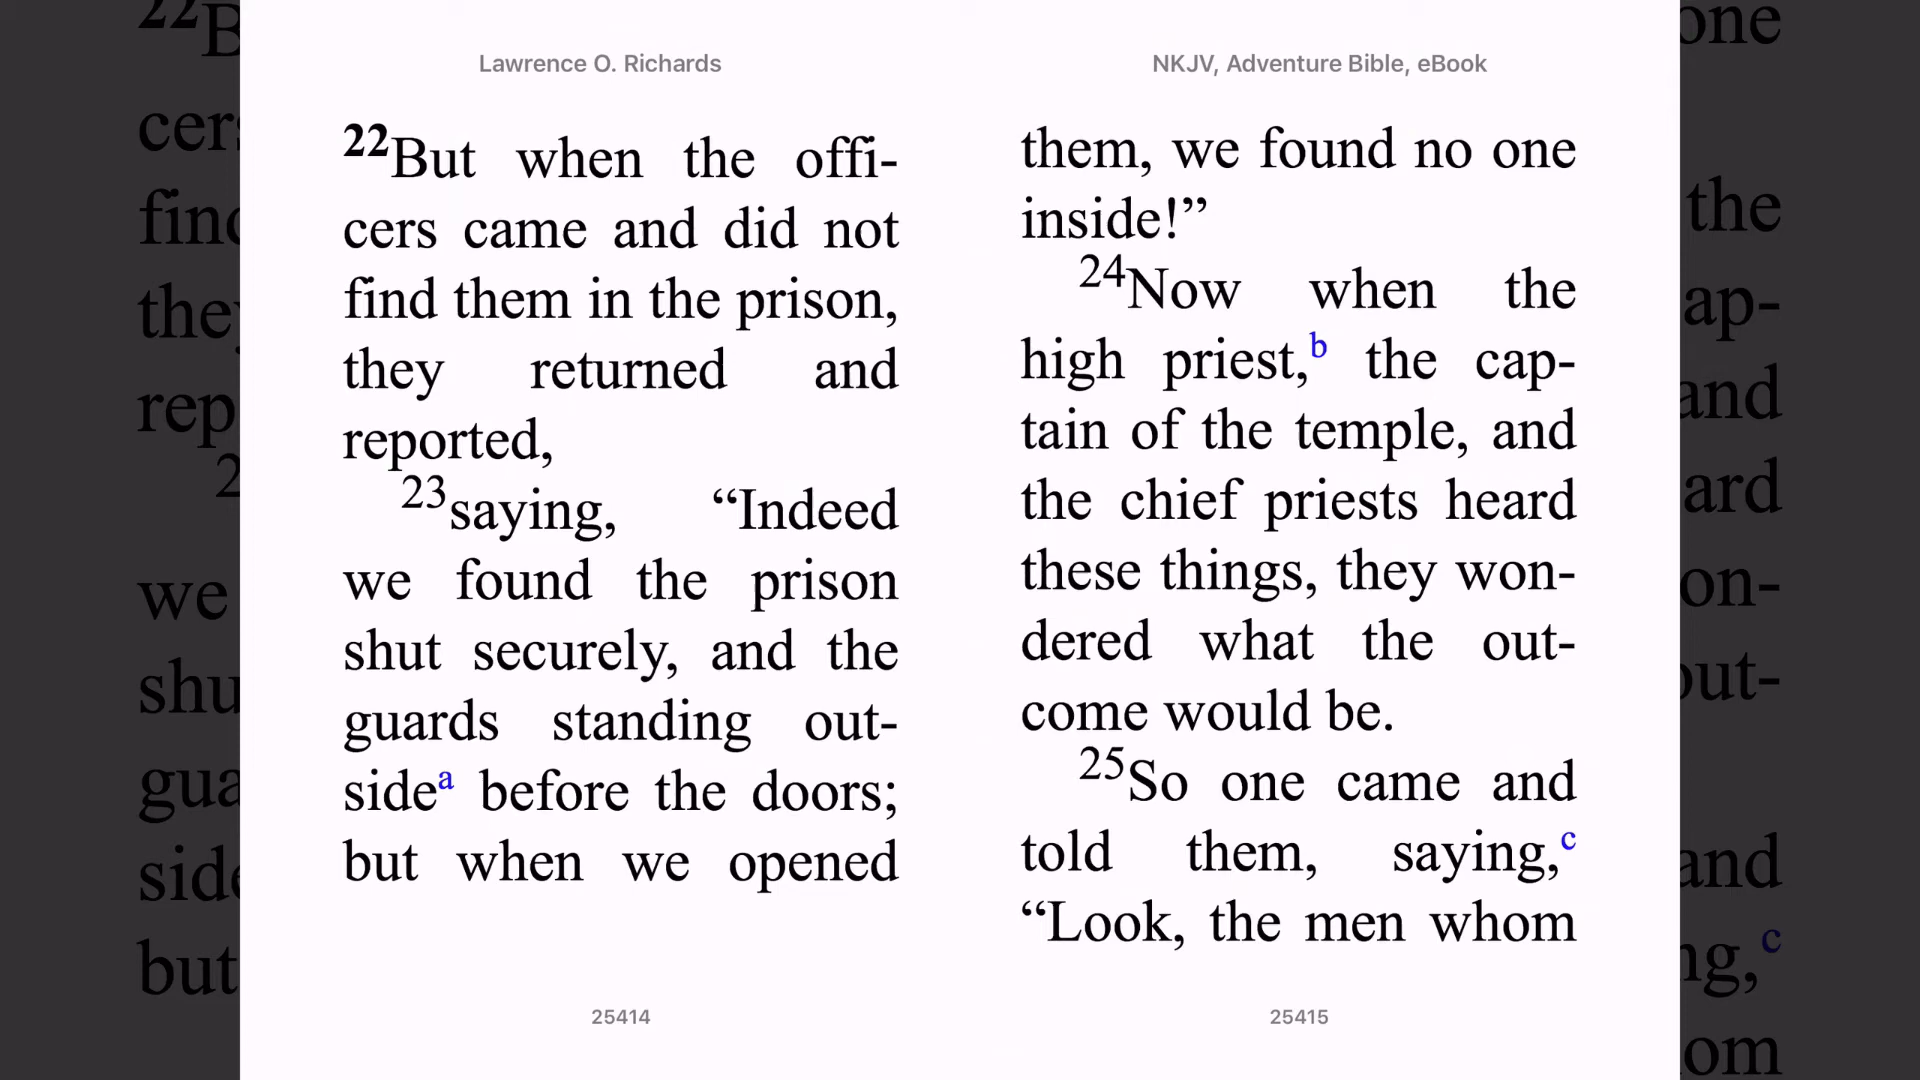 Lawrence O. Richards
22But when the offi-
cers came and did not
find them in the prison,
they returned and
reported,
23saying, “Indeed
we found the prison
shut securely, and the
guards standing out-
sidea before the doors;
but when we opened
25414
NKJV, Adventure Bible, eBook
them, we found no one
inside!”
24Now when the
high priest,b the cap-
tain of the temple, and
the chief priests heard
these things, they won-
dered what the out-
come would be.
25So one came and
told them, saying,c
“Look, the men whom
25415